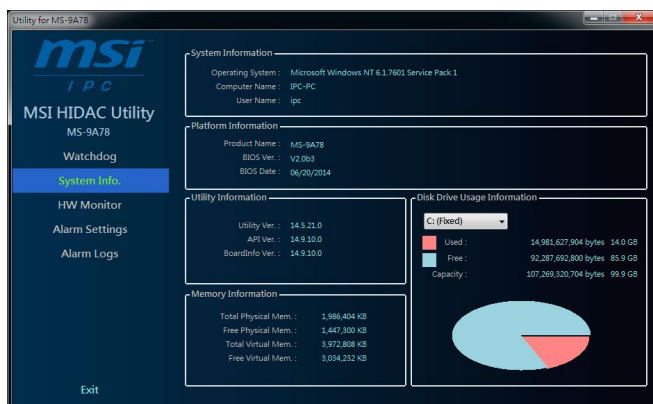 Utility for MS-9A78
msi
IPC
MSI HIDAC Utility
MS-9A78
Watchdog
System Info.
HW Monitor
Alarm Settings
Alarm Logs
Exit
System Information
Operating System : Microsoft Windows NT 6.1.7601 Service Pack 1
Computer Name : IPC-PC
User Name : ipc
Platform Information
Product Name : MS-9A78
BIOS Ver. : V2.0b3
BIOS Date : 06/20/2014
Utility Information
Utility Ver. : 14.5.21.0
API Ver. : 14.9.10.0
BoardInfo Ver. : 14.9.10.0
Memory Information
Total Physical Mem. : 1,986,404 KB
Free Physical Mem. : 1,447,300 KB
Total Virtual Mem. : 3,972,808 KB
Free Virtual Mem. : 3,034,232 KB
Disk Drive Usage Information
C: (Fixed)
Used : 14,981,627,904 bytes 14.0 GB
Free : 92,287,692,800 bytes 85.9 GB
Capacity : 107,269,320,704 bytes 99.9 GB